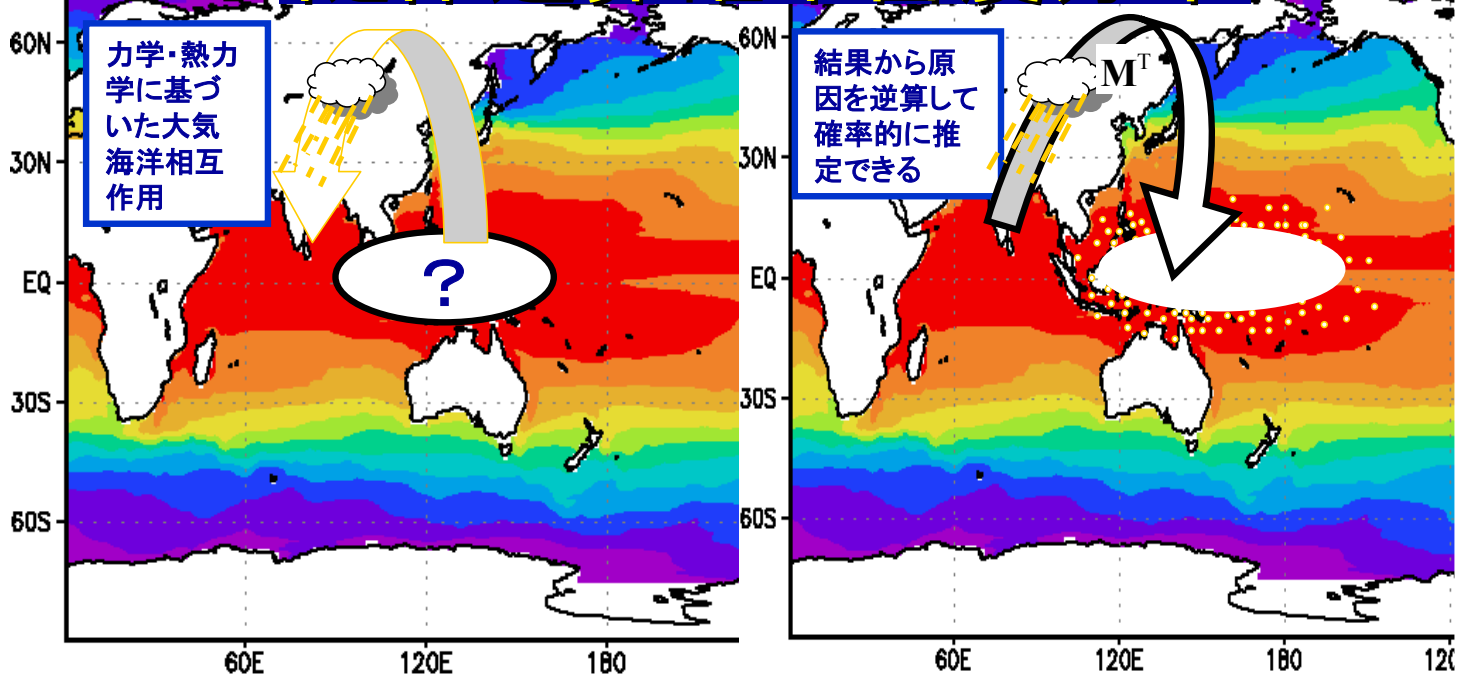 力学・熱力
学に基づ
いた大気
海洋相互
作用
?
60N
30N
EQ
30S
60S
60E
120E
180
結果から原
因を逆算して
確率的に推
定できる
M^T
60N
30N
EQ
30S
60S
60E
120E
180